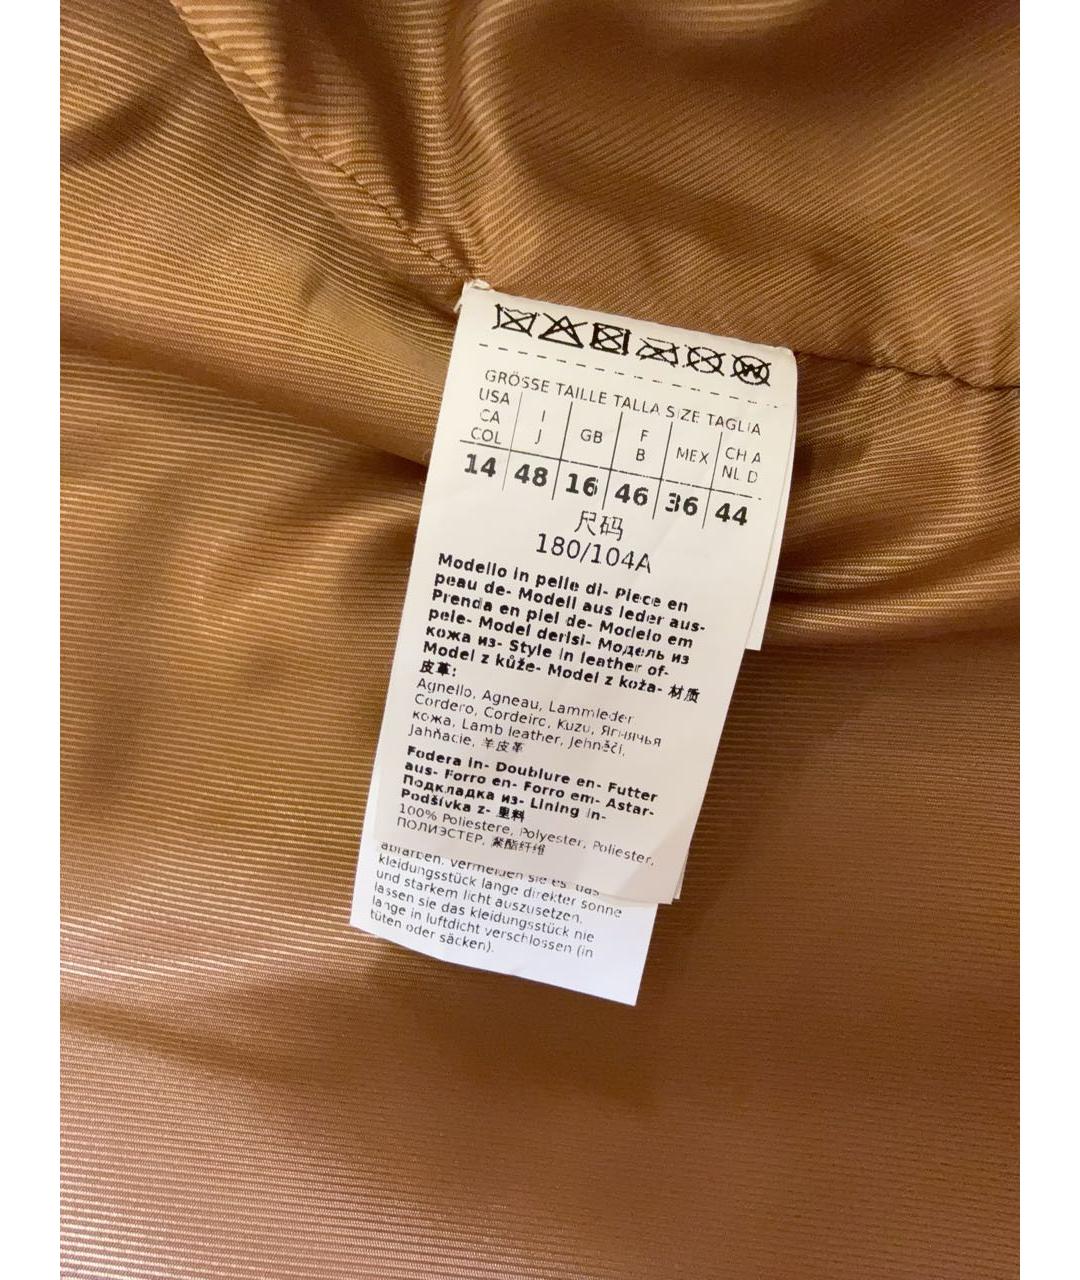 GRÖSSE TAILLE TALLA SIZE TAGLIA
USA CA COL | I J | GB | F B | MEX | CH A NL D
14 | 48 | 16 | 46 | 36 | 44
尺码
180/104A
Modello in pelle di- Piece en
peau de- Modell aus leder aus-
Prenda en piel de- Modelo em
pele- Model derisi- Модель из
кожа из- Style in leather of-
Model z kůže- Model z koža- 材质
皮革:
Agnello, Agneau, Lammleder
Cordero, Cordeiro, Kuzu, Ягнячья
кожа, Lamb leather, Jehněčí,
Jahňacie, 羊皮革
Fodera in- Doublure en- Futter
aus- Forro en- Forro em- Astar-
Подкладка из- Lining in-
Podšívka z- 里料
100% Poliestere, Polyester, Poliester,
ПОЛИЭСТЕР, 聚酯纤维
abfärben. vermeiden sie es, das
kleidungsstück lange direkter sonne
und starkem licht auszusetzen.
lassen sie das kleidungsstück nie
lange in luftdicht verschlossen (in
tüten oder säcken).